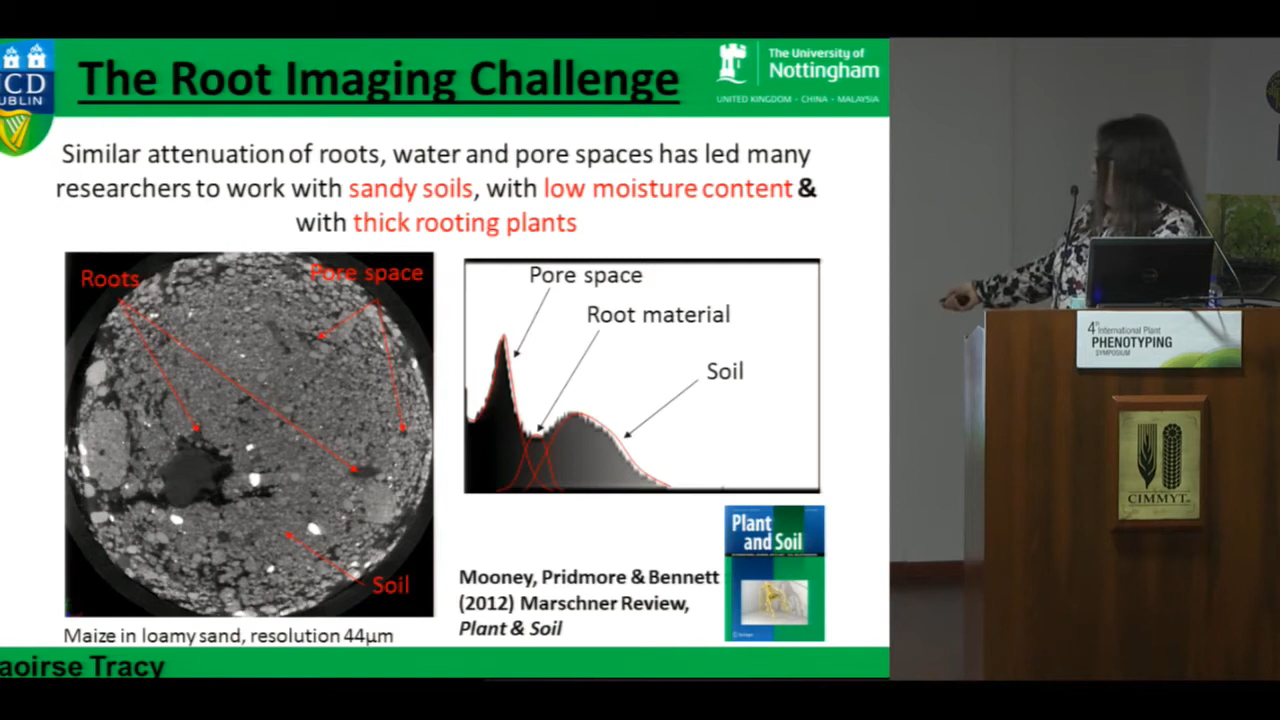 CD
UBLIN
The Root Imaging Challenge
The University of
Nottingham
UNITED KINGDOM · CHINA · MALAYSIA
Similar attenuation of roots, water and pore spaces has led many
researchers to work with sandy soils, with low moisture content &
with thick rooting plants
Roots
Pore space
Soil
Maize in loamy sand, resolution 44µm
Pore space
Root material
Soil
Mooney, Pridmore & Bennett
(2012) Marschner Review,
Plant & Soil
Plant
and Soil
aoirse Tracy
4th International Plant
PHENOTYPING
SYMPOSIUM
CIMMYT